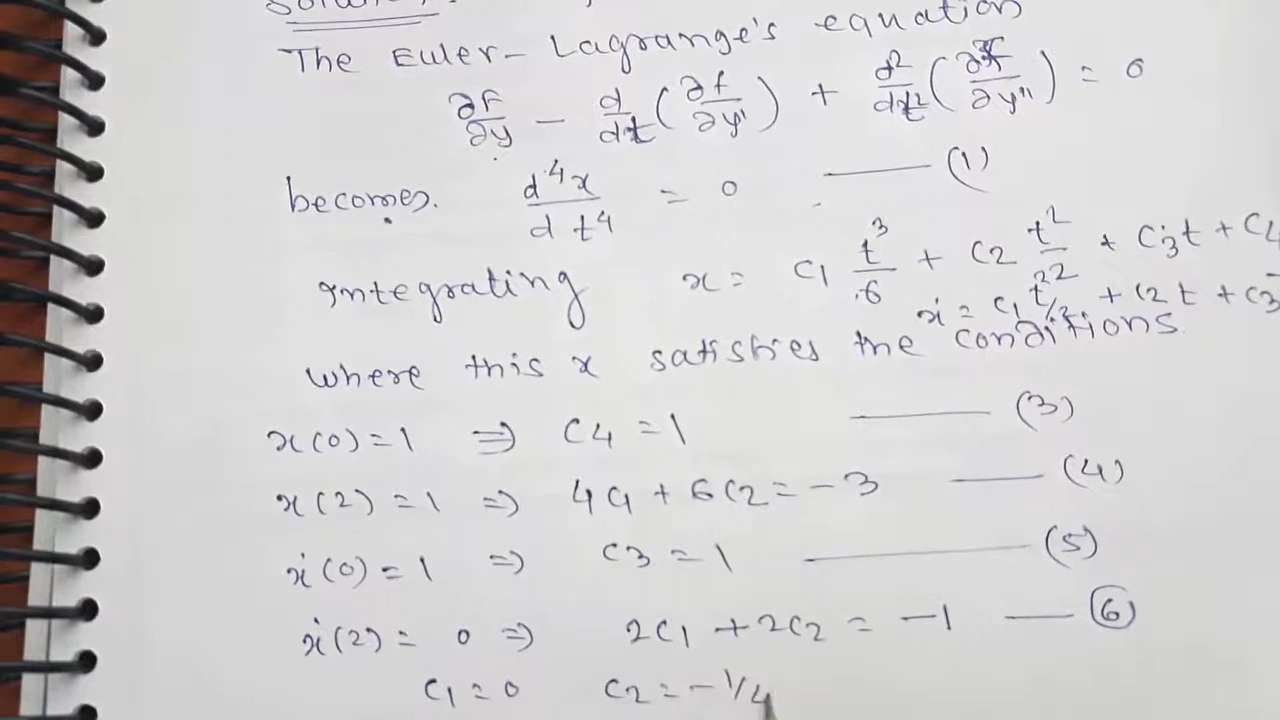 Solution:
The Euler-Lagrange's equation
∂F/∂y - d/dt(∂f/∂y') + d²/dt²(∂f/∂y'') = 0
becomes. d⁴x/dt⁴ = 0 —— (1)
Integrating x = c1 t³/6 + c2 t²/2 + c3t + c4
ẋ = c1 t²/2 + c2t + c3
where this x satisfies the conditions
x(0)=1 ⇒ c4 = 1 —— (3)
x(2)=1 ⇒ 4c1 + 6c2 = -3 —— (4)
ẋ(0)=1 ⇒ c3 = 1 —— (5)
ẋ(2)= 0 ⇒ 2c1 + 2c2 = -1 —— (6)
c1 = 0 c2 = -1/4